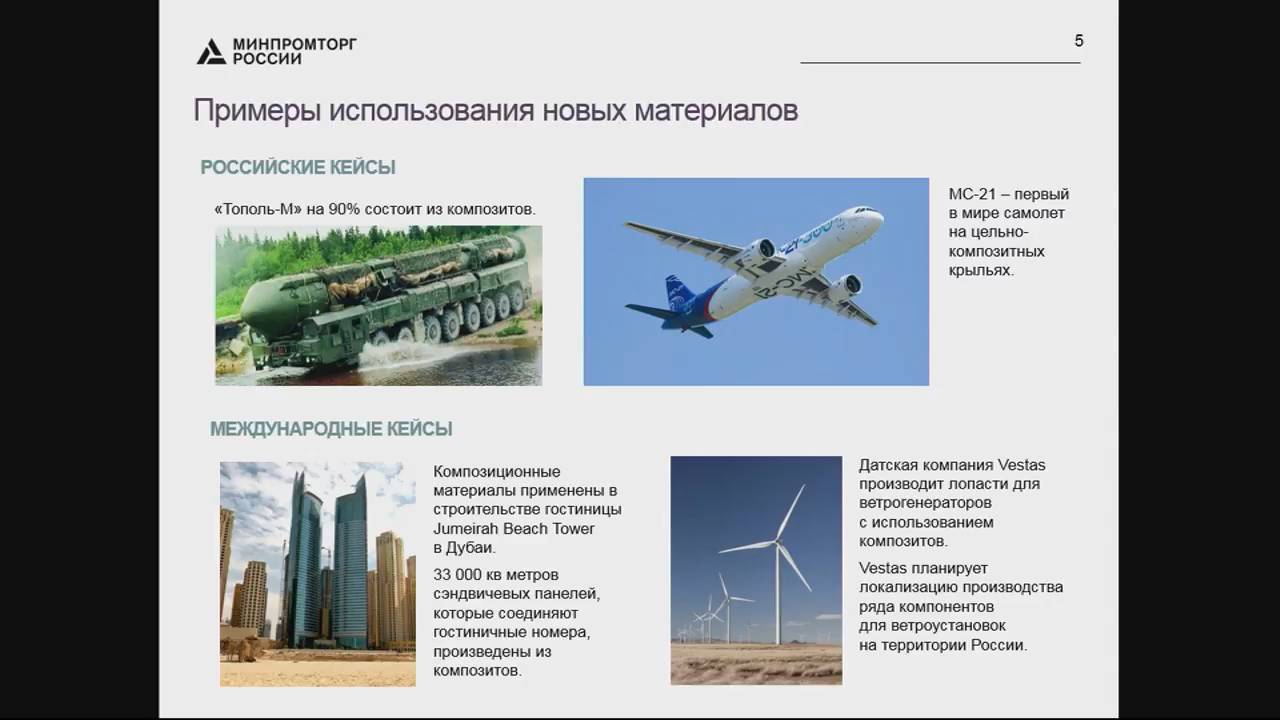 МИНПРОМТОРГ
РОССИИ
5
Примеры использования новых материалов
РОССИЙСКИЕ КЕЙСЫ
«Тополь-М» на 90% состоит из композитов.
МС-21 – первый
в мире самолет
на цельно-
композитных
крыльях.
МЕЖДУНАРОДНЫЕ КЕЙСЫ
Композиционные
материалы применены в
строительстве гостиницы
Jumeirah Beach Tower
в Дубаи.
33 000 кв метров
сэндвичевых панелей,
которые соединяют
гостиничные номера,
произведены из
композитов.
Датская компания Vestas
производит лопасти для
ветрогенераторов
с использованием
композитов.
Vestas планирует
локализацию производства
ряда компонентов
для ветроустановок
на территории России.